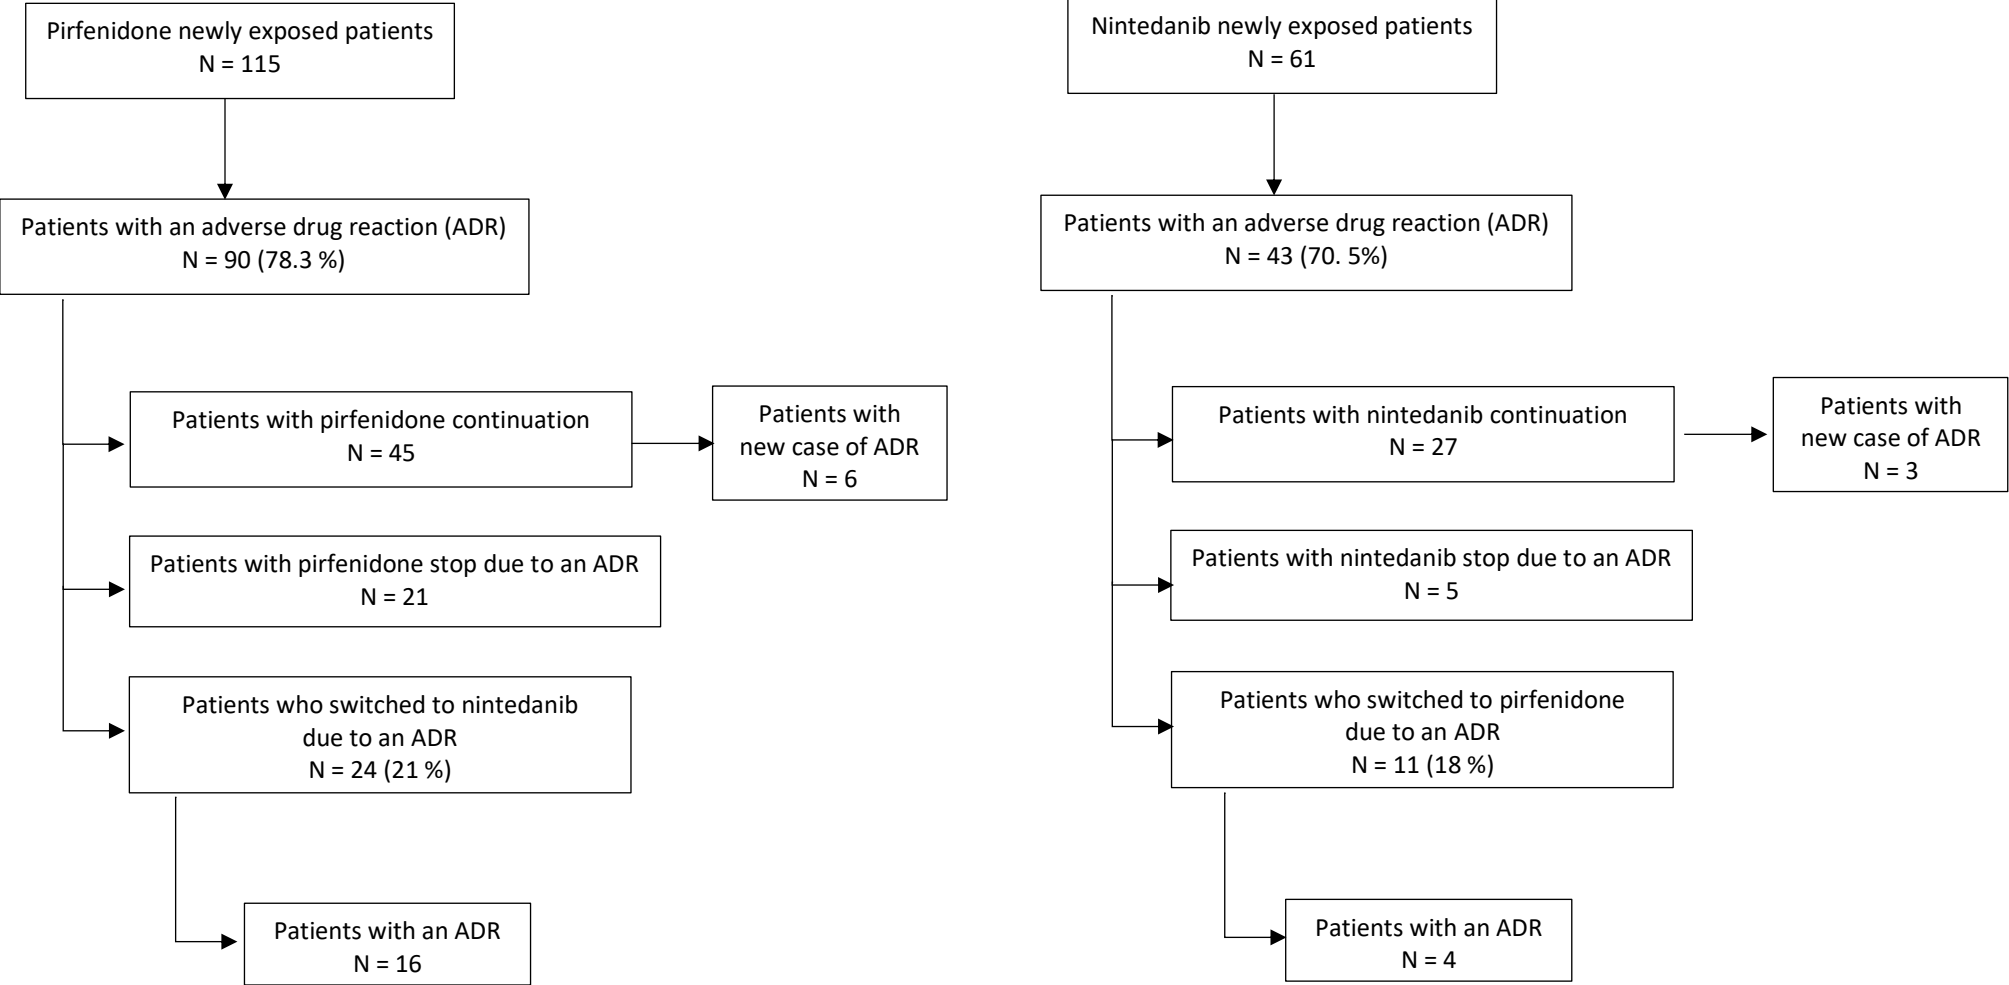 Pirfenidone newly exposed patients
N = 115
Patients with an adverse drug reaction (ADR)
N = 90 (78.3 %)
Patients with pirfenidone continuation
N = 45
Patients with
new case of ADR
N = 6
Patients with pirfenidone stop due to an ADR
N = 21
Patients who switched to nintedanib
due to an ADR
N = 24 (21 %)
Patients with an ADR
N = 16
Nintedanib newly exposed patients
N = 61
Patients with an adverse drug reaction (ADR)
N = 43 (70. 5%)
Patients with nintedanib continuation
N = 27
Patients with
new case of ADR
N = 3
Patients with nintedanib stop due to an ADR
N = 5
Patients who switched to pirfenidone
due to an ADR
N = 11 (18 %)
Patients with an ADR
N = 4